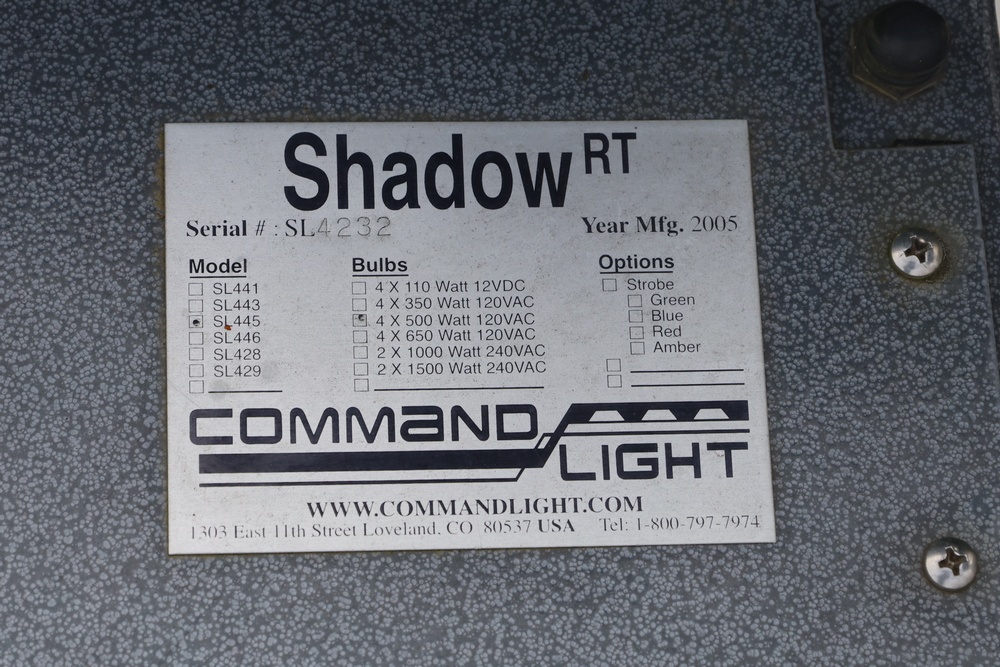 Shadow RT
Serial # : SL4232 Year Mfg. 2005
Model Bulbs Options
SL441 4 X 110 Watt 12VDC Strobe
SL443 4 X 350 Watt 120VAC Green
SL445 4 X 500 Watt 120VAC Blue
SL446 4 X 650 Watt 120VAC Red
SL428 2 X 1000 Watt 240VAC Amber
SL429 2 X 1500 Watt 240VAC
COMMAND
LIGHT
WWW.COMMANDLIGHT.COM
1303 East 11th Street Loveland, CO 80537 USA Tel: 1-800-797-7974